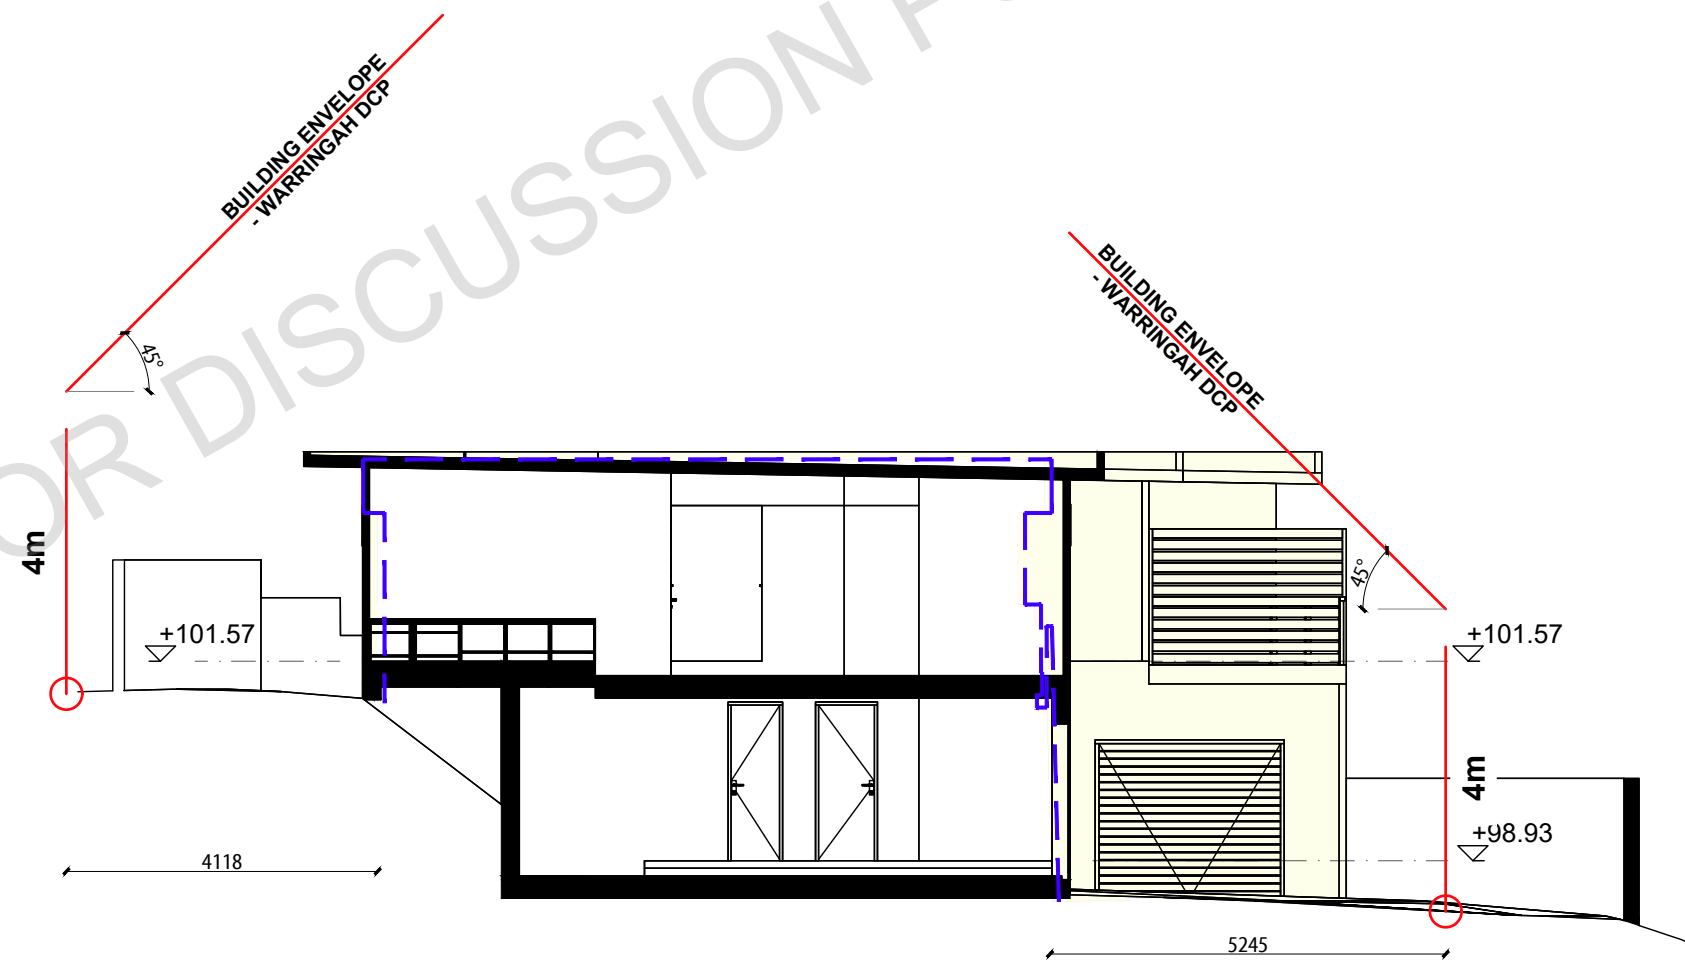 OR DISCUSSION
BUILDING ENVELOPE
- WARRINGAH DCP
45°
BUILDING ENVELOPE
- WARRINGAH DCP
45°
4m
+101.57
+101.57
4m
+98.93
4118
5245